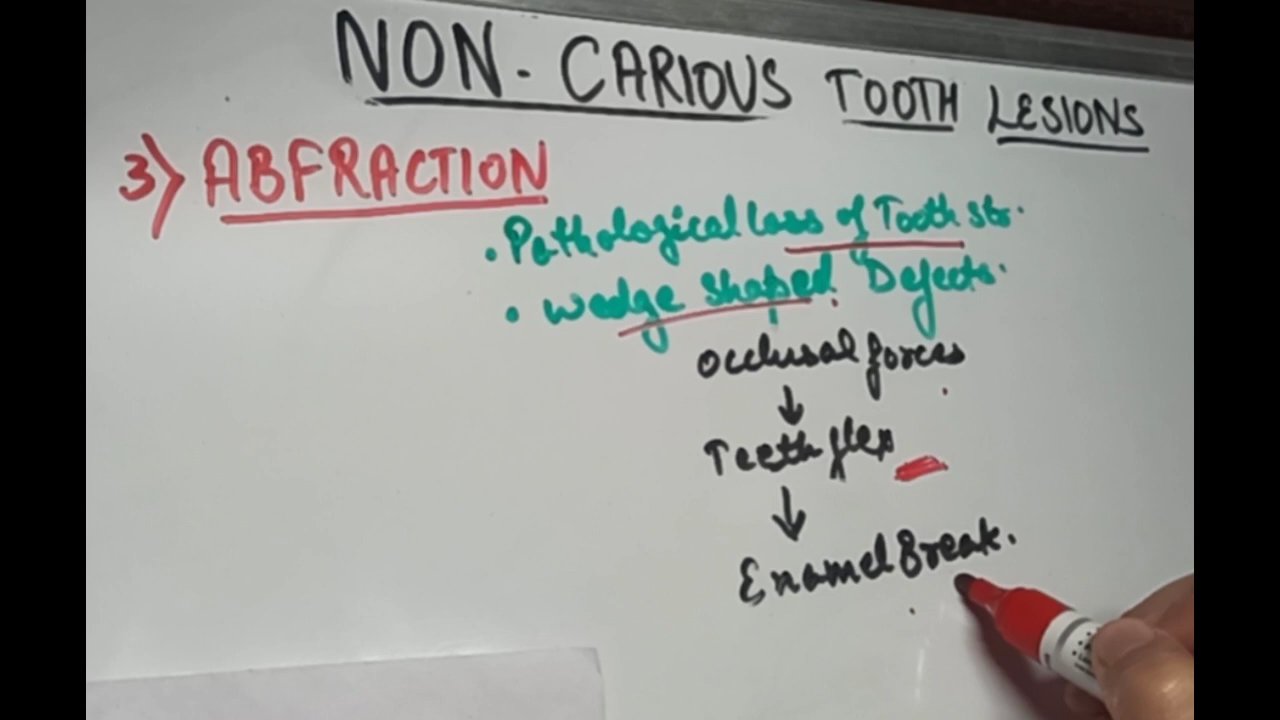 NON-CARIOUS TOOTH LESIONS
3) ABFRACTION
• Pathological loss of Tooth str.
• Wedge shaped "Defects.
Occlusal forces
↓
Teeth flex
↓
Enamel Break.